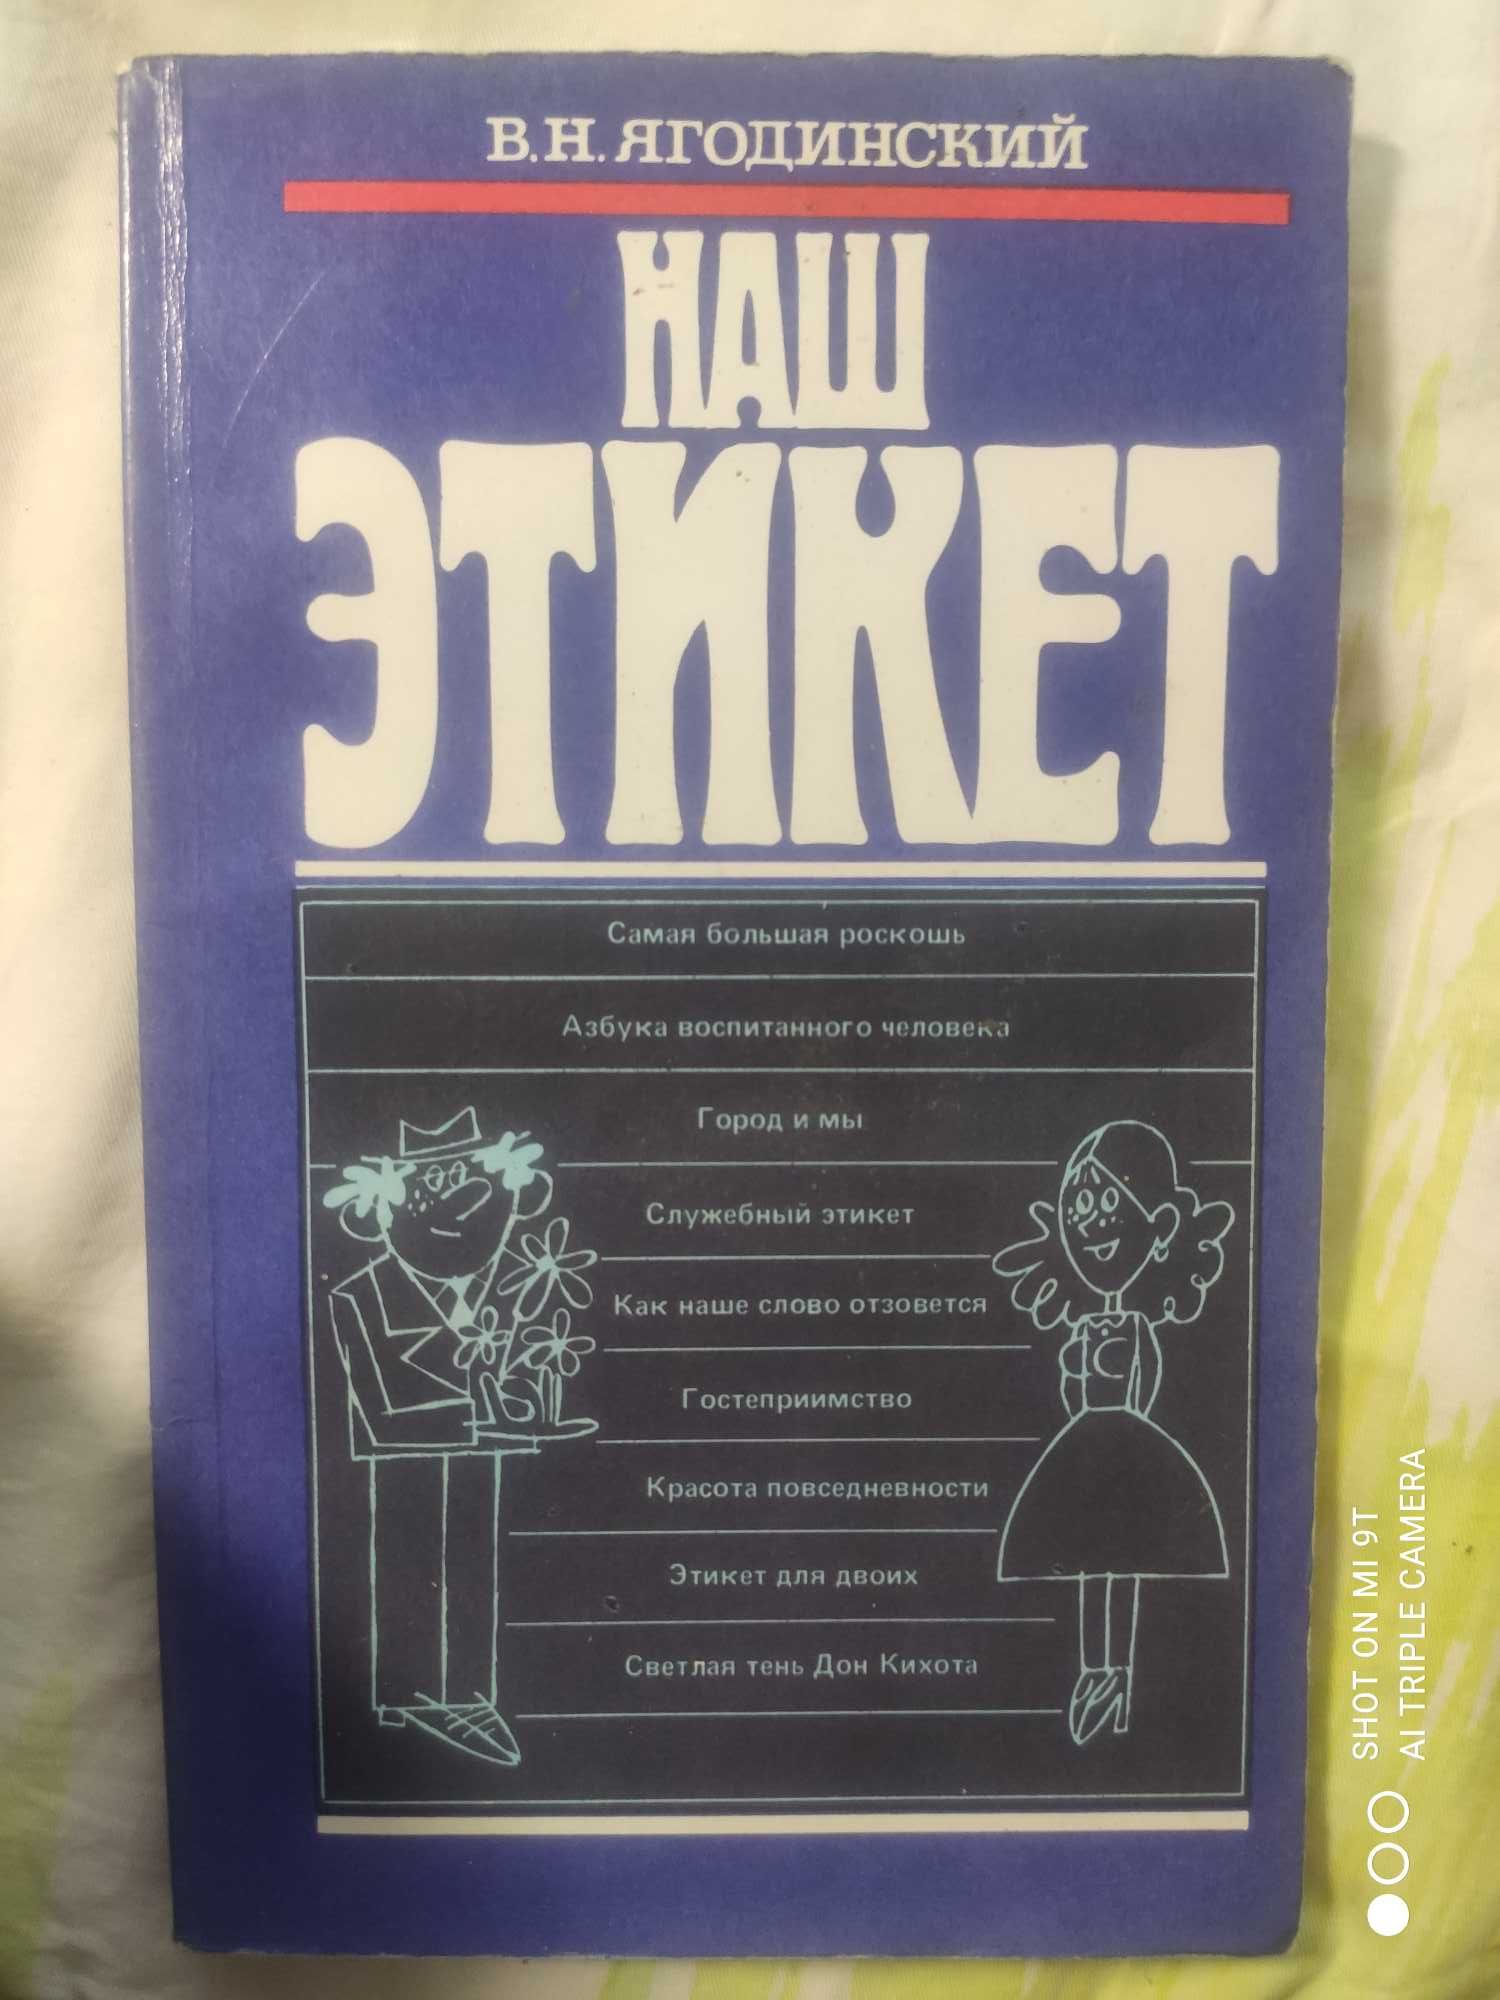 В.Н.ЯГОДИНСКИЙ
НАШ
ЭТИКЕТ
Самая большая роскошь
Азбука воспитанного человека
Город и мы
Служебный этикет
Как наше слово отзовется
Гостеприимство
Красота повседневности
Этикет для двоих
Светлая тень Дон Кихота
SHOT ON MI 9T
AI TRIPLE CAMERA